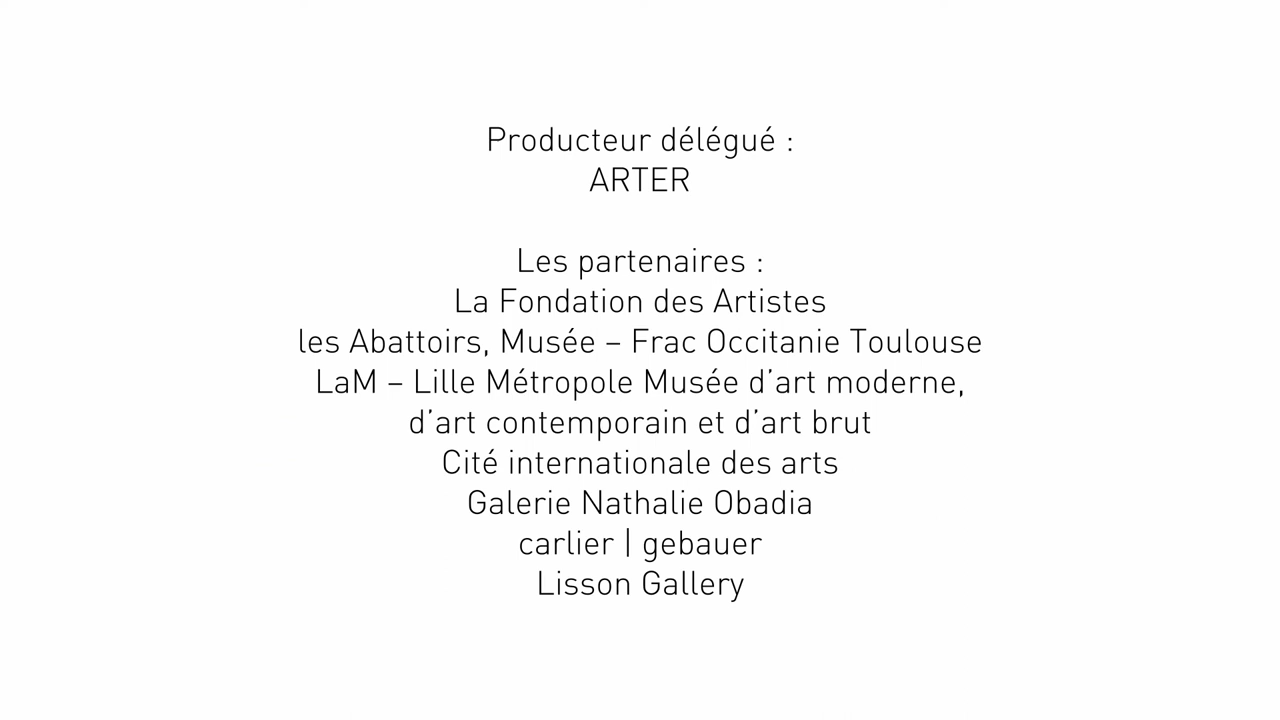 Producteur délégué :
ARTER
Les partenaires :
La Fondation des Artistes
les Abattoirs, Musée – Frac Occitanie Toulouse
LaM – Lille Métropole Musée d’art moderne,
d’art contemporain et d’art brut
Cité internationale des arts
Galerie Nathalie Obadia
carlier | gebauer
Lisson Gallery